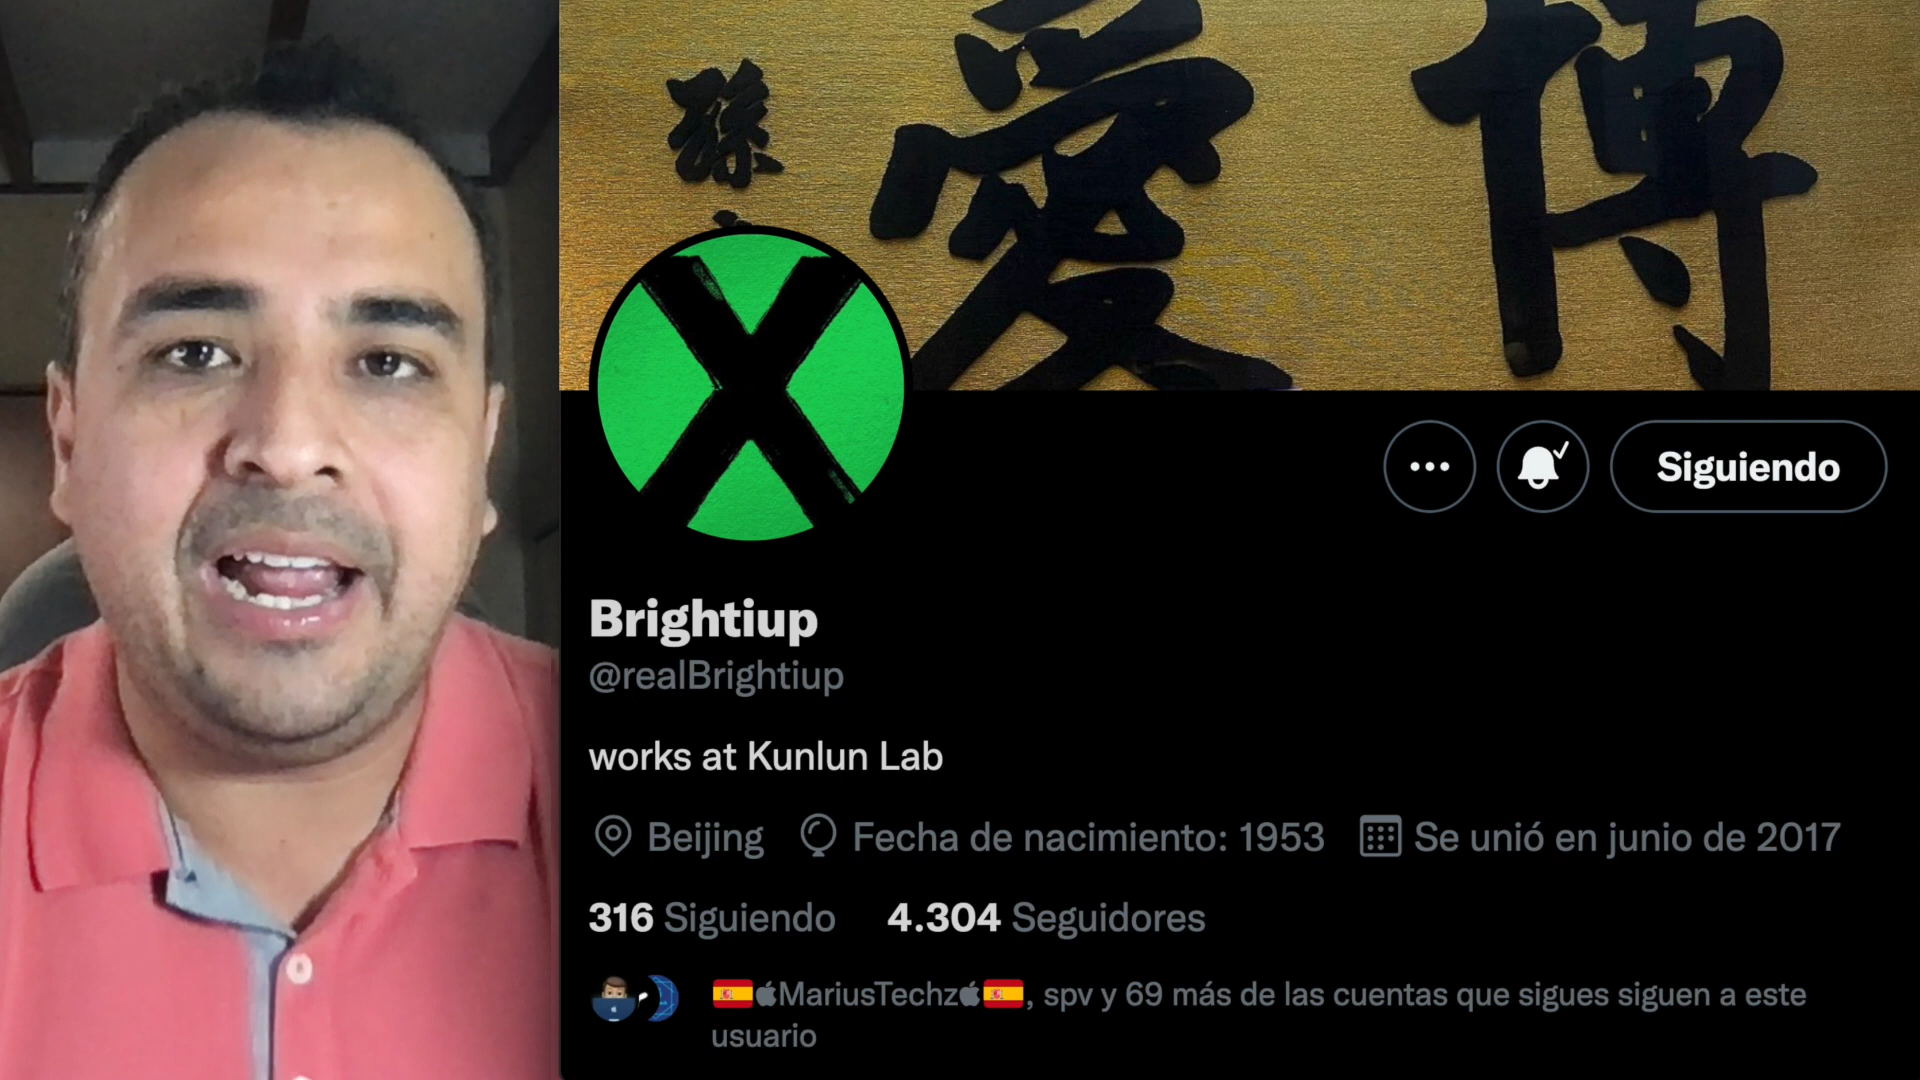 博愛
孫
Siguiendo
Brightiup
@realBrightiup
works at Kunlun Lab
Beijing Fecha de nacimiento: 1953 Se unió en junio de 2017
316 Siguiendo 4.304 Seguidores
🇪🇸MariusTechz🇪🇸, spv y 69 más de las cuentas que sigues siguen a este
usuario